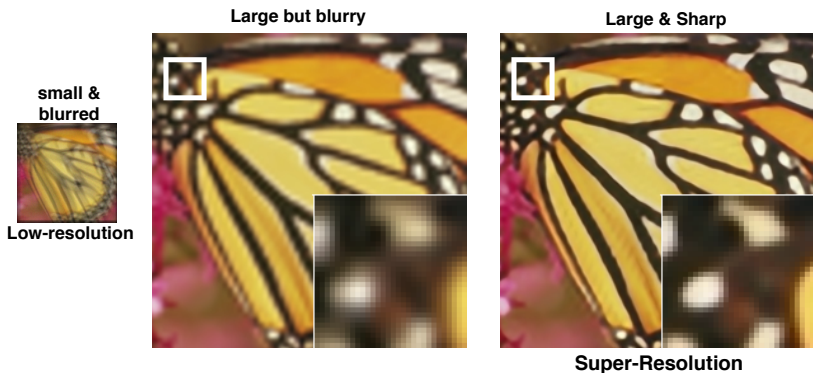 Large but blurry
Large & Sharp
small &
blurred
Low-resolution
Super-Resolution